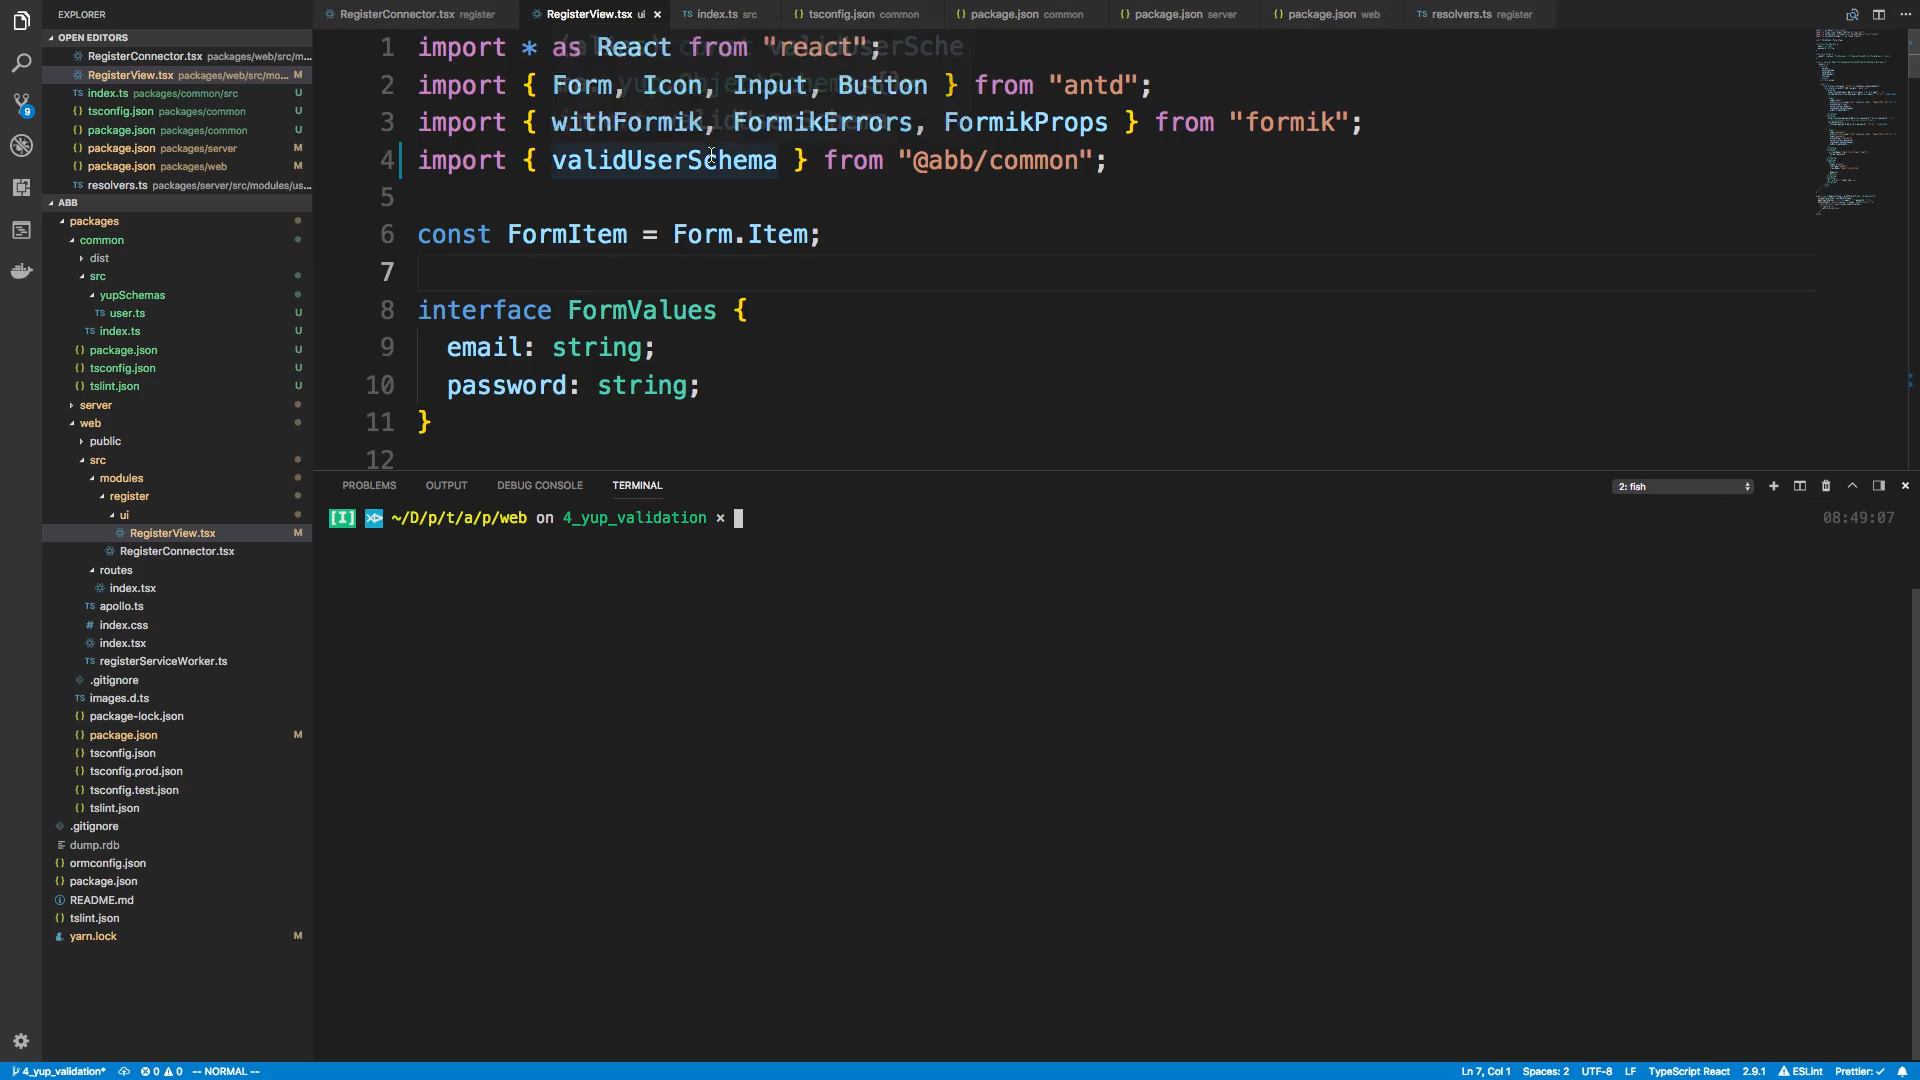 EXPLORER
OPEN EDITORS
RegisterConnector.tsx packages/web/src/m...
RegisterView.tsx packages/web/src/mo... M
index.ts packages/common/src U
tsconfig.json packages/common U
package.json packages/common U
package.json packages/server M
package.json packages/web M
resolvers.ts packages/server/src/modules/us...
ABB
packages
common
dist
src
yupSchemas
user.ts U
index.ts U
package.json U
tsconfig.json U
tslint.json U
server
web
public
src
modules
register
ui
RegisterView.tsx M
RegisterConnector.tsx
routes
index.tsx
apollo.ts
index.css
index.tsx
registerServiceWorker.ts
.gitignore
images.d.ts
package-lock.json
package.json M
tsconfig.json
tsconfig.prod.json
tsconfig.test.json
tslint.json
.gitignore
dump.rdb
ormconfig.json
package.json
README.md
tslint.json
yarn.lock M
9
RegisterConnector.tsx register
RegisterView.tsx ui
TS index.ts src
tsconfig.json common
package.json common
package.json server
package.json web
TS resolvers.ts register
1 import * as React from "react";
2 import { Form, Icon, Input, Button } from "antd";
3 import { withFormik, FormikErrors, FormikProps } from "formik";
4 import { validUserSchema } from "@abb/common";
5
6 const FormItem = Form.Item;
7
8 interface FormValues {
9 email: string;
10 password: string;
11 }
12
PROBLEMS OUTPUT DEBUG CONSOLE TERMINAL 2: fish
[I] ~/D/p/t/a/p/web on 4_yup_validation × 08:49:07
4_yup_validation* 0 0 -- NORMAL -- Ln 7, Col 1 Spaces: 2 UTF-8 LF TypeScript React 2.9.1 ESLint Prettier: ✓